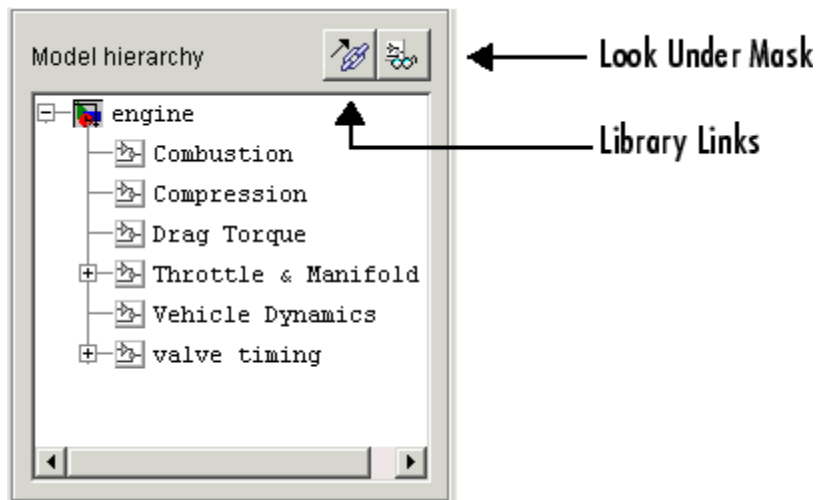 Model hierarchy
Look Under Mask
engine
Library Links
Combustion
Compression
Drag Torque
Throttle & Manifold
Vehicle Dynamics
valve timing